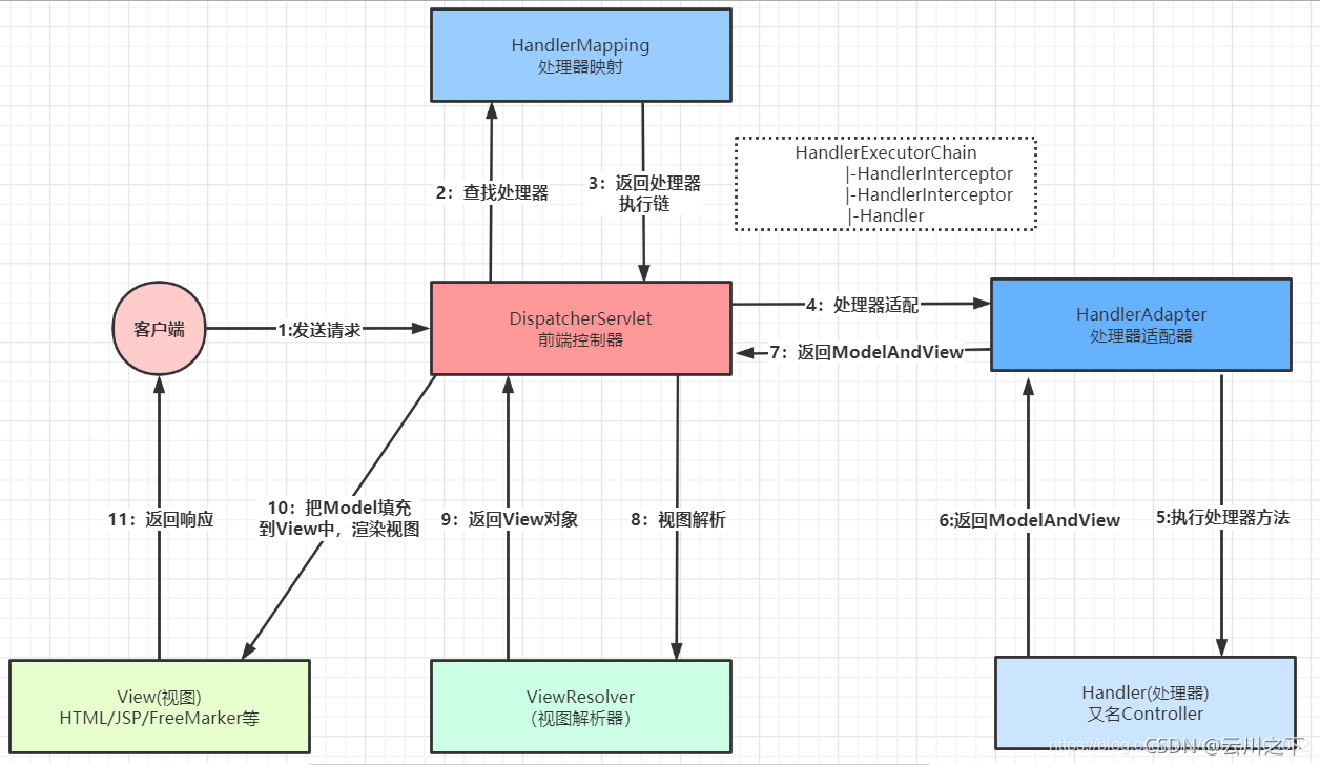 HandlerMapping
处理器映射
HandlerExecutorChain
|-HandlerInterceptor
|-HandlerInterceptor
|-Handler
2：查找处理器
3：返回处理器
执行链
客户端
1:发送请求
DispatcherServlet
前端控制器
4：处理器适配
7：返回ModelAndView
HandlerAdapter
处理器适配器
11：返回响应
10：把Model填充
到View中，渲染视图
9：返回View对象
8：视图解析
6:返回ModelAndView
5:执行处理器方法
View(视图)
HTML/JSP/FreeMarker等
ViewResolver
（视图解析器）
Handler(处理器)
又名Controller
CSDN @云川之下